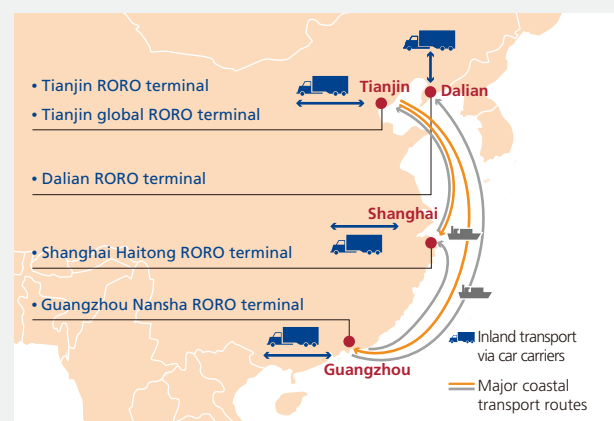 • Tianjin RORO terminal
• Tianjin global RORO terminal
Tianjin
Dalian
• Dalian RORO terminal
Shanghai
• Shanghai Haitong RORO terminal
• Guangzhou Nansha RORO terminal
Guangzhou
Inland transport
via car carriers
Major coastal
transport routes